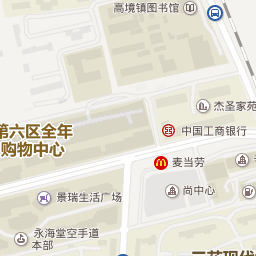 高境镇图书馆
杰圣家苑
第六区全年
购物中心
中国工商银行
麦当劳
尚中心
景瑞生活广场
永海堂空手道
本部